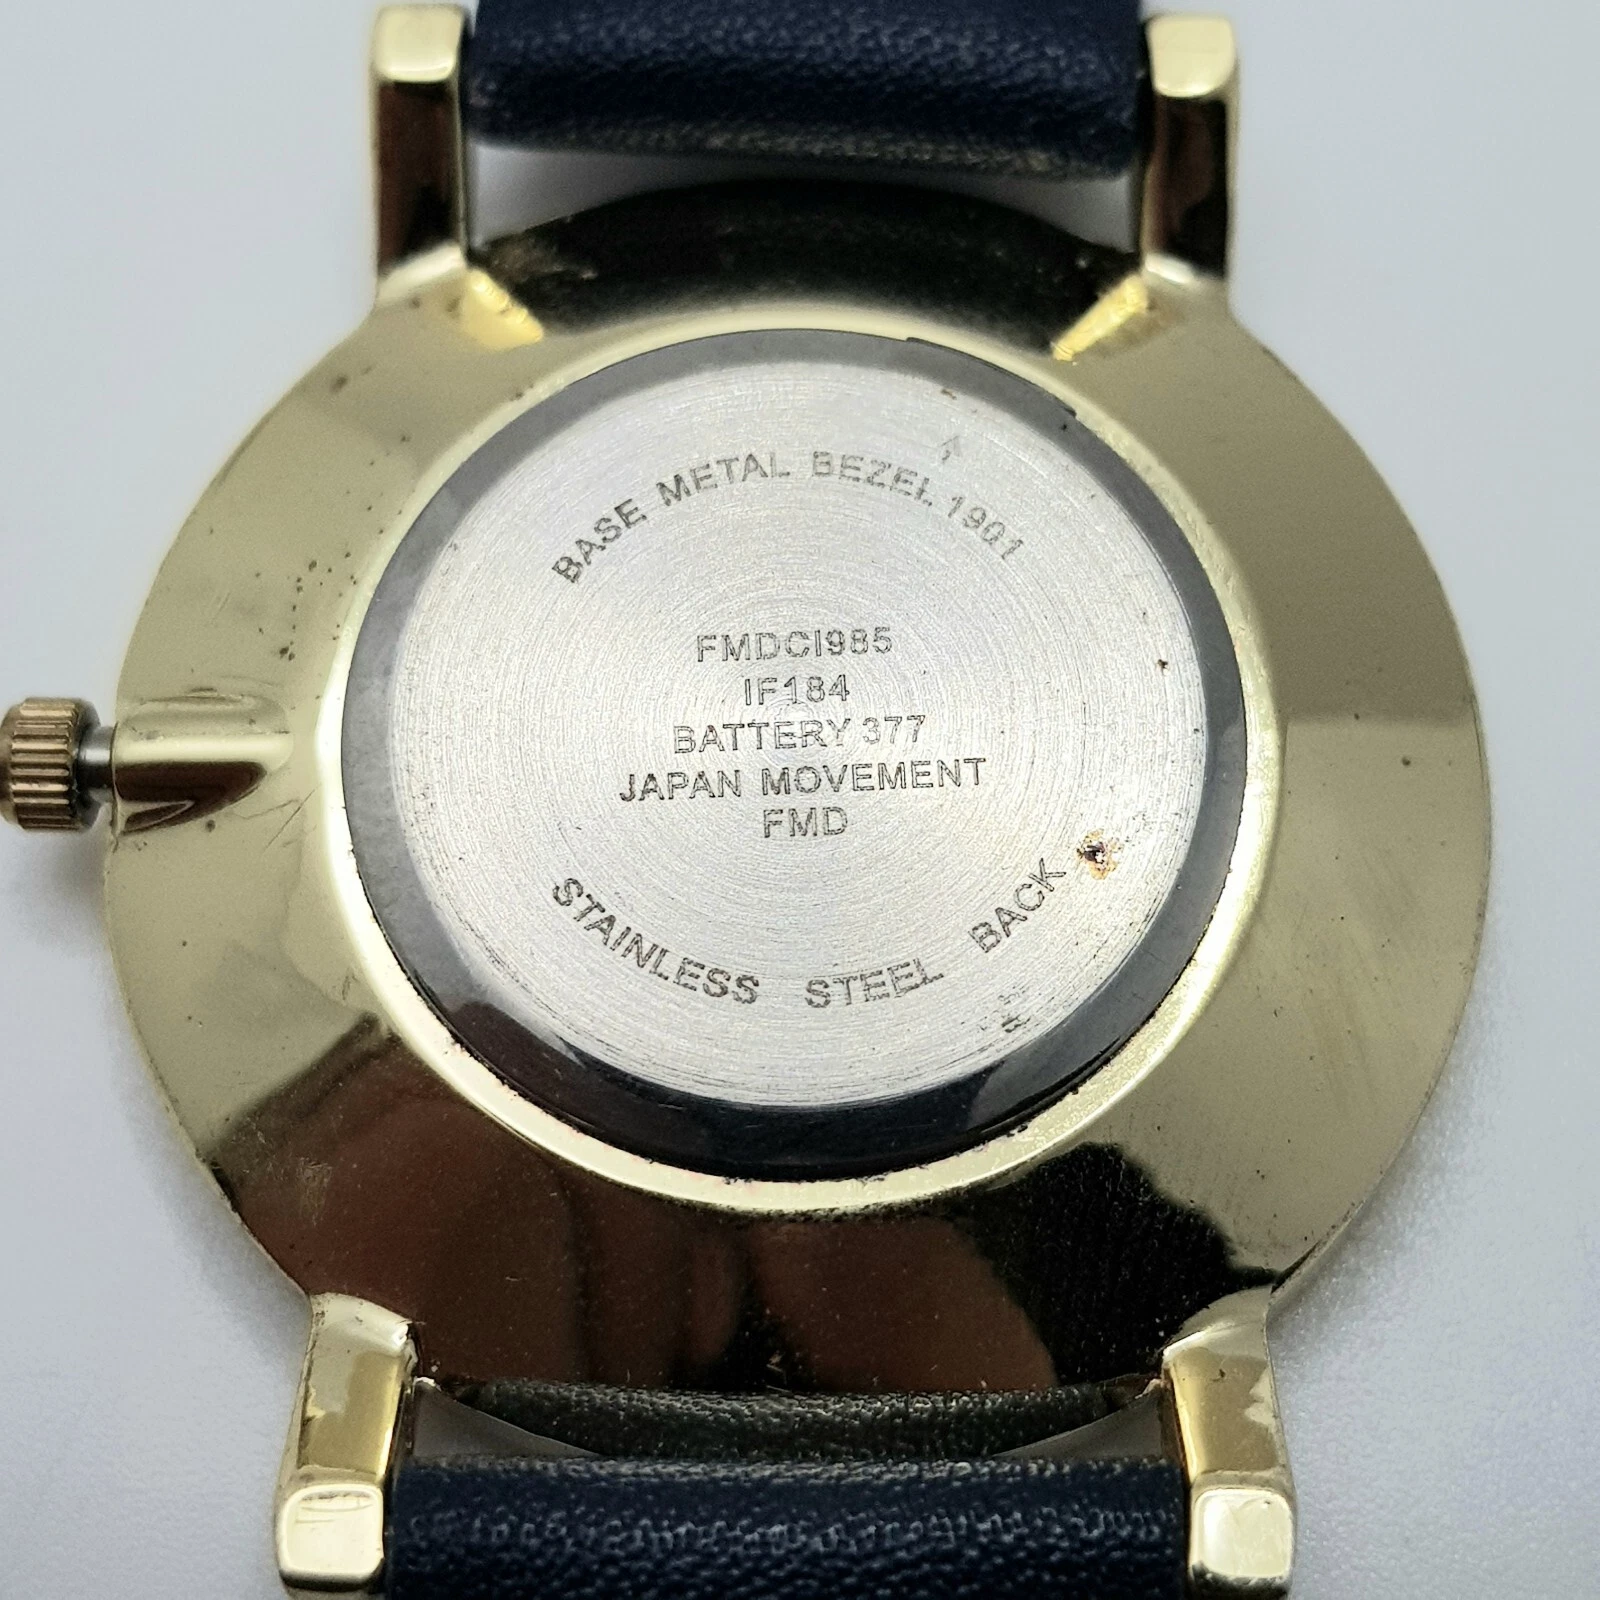 BASE METAL BEZEL 1901
FMDCI985
IF184
BATTERY 377
JAPAN MOVEMENT
FMD
STAINLESS STEEL BACK